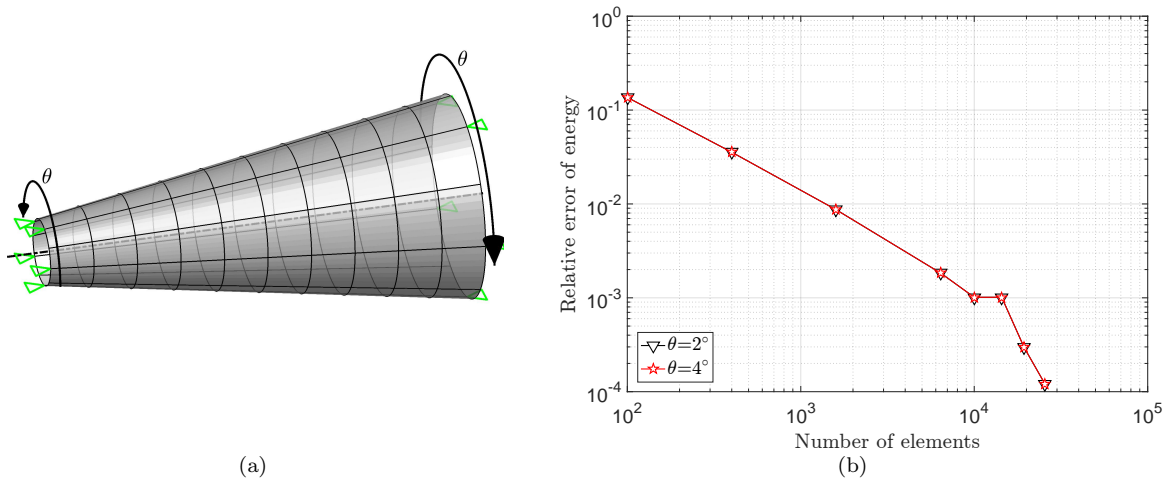 θ
θ
(a)
Relative error of energy
10^0
10^-1
10^-2
10^-3
10^-4
θ=2°
θ=4°
10^2
10^3
10^4
10^5
Number of elements
(b)